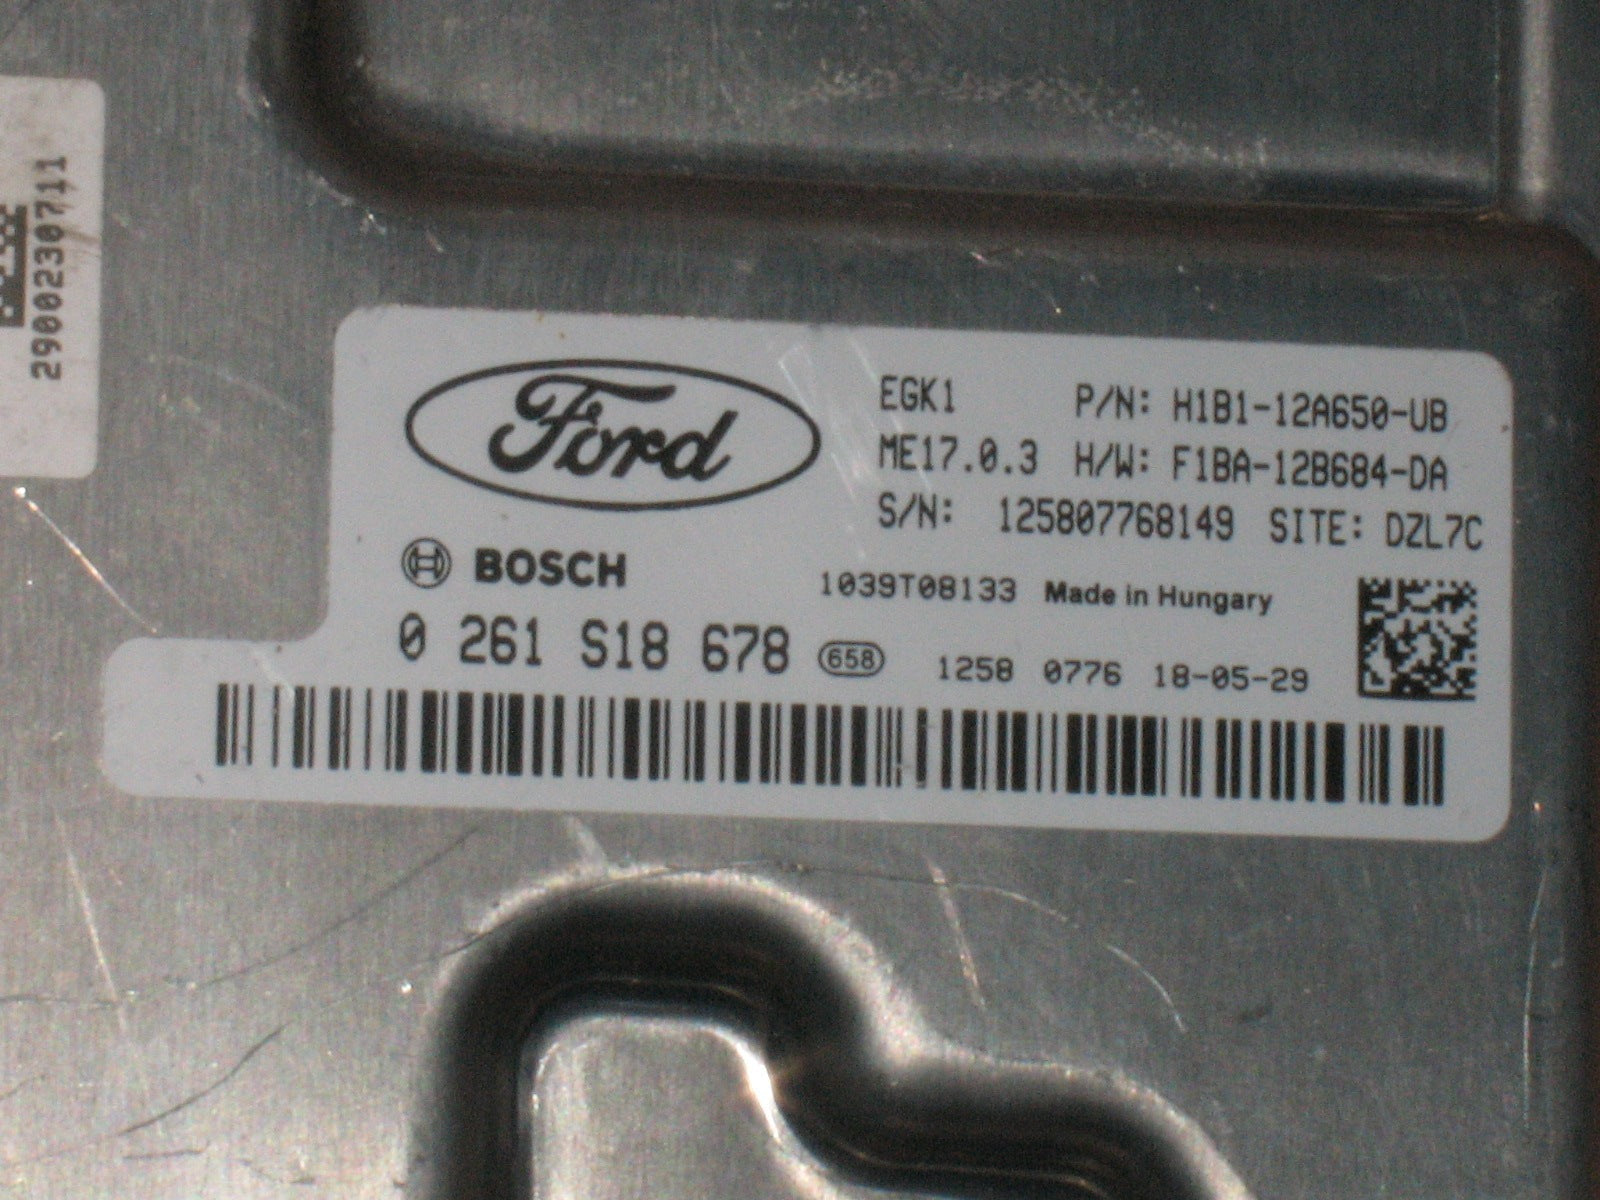 29002230711
Ford
EGK1 P/N: H1B1-12A650-UB
ME17.0.3 H/W: F1BA-12B684-DA
S/N: 125807768149 SITE: DZL7C
BOSCH
1039T08133 Made in Hungary
0 261 S18 678 658 1258 0776 18-05-29